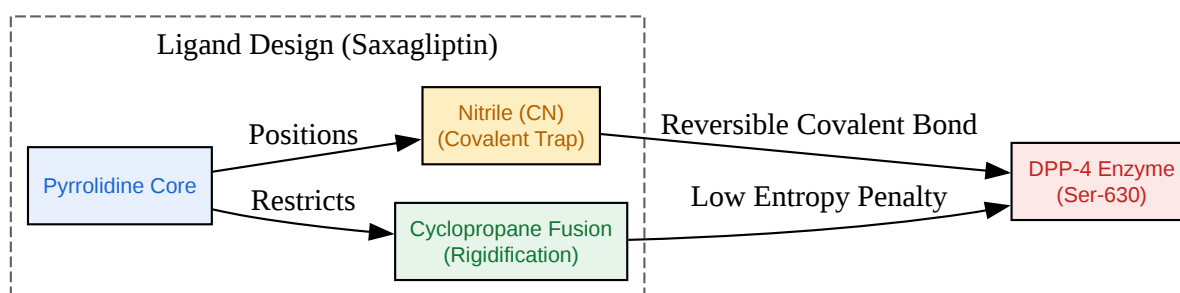 Ligand Design (Saxagliptin)
Pyrrolidine Core
Positions
Restricts
Nitrile (CN)
(Covalent Trap)
Cyclopropane Fusion
(Rigidification)
Reversible Covalent Bond
Low Entropy Penalty
DPP-4 Enzyme
(Ser-630)